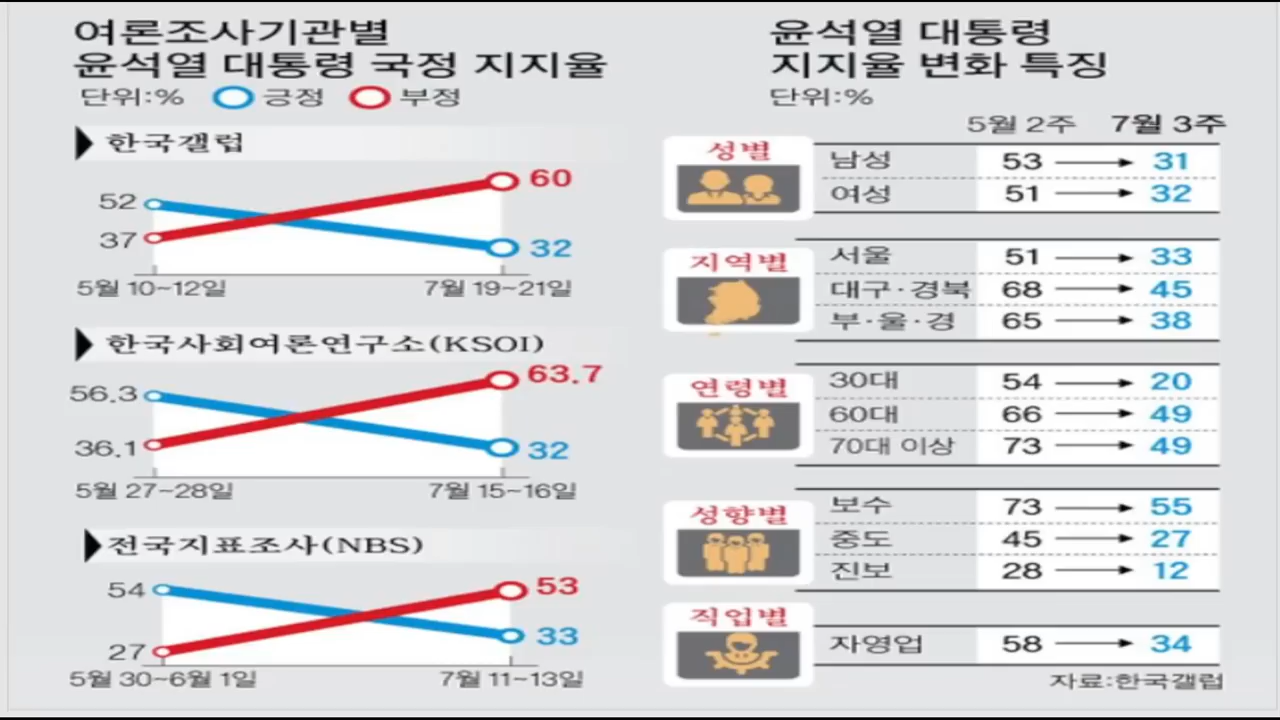 여론조사기관별
윤석열 대통령 국정 지지율
단위:% 긍정 부정
한국갤럽
52 60
37 32
5월 10~12일 7월 19~21일
한국사회여론연구소(KSOI)
56.3 63.7
36.1 32
5월 27~28일 7월 15~16일
전국지표조사(NBS)
54 53
27 33
5월 30~6월 1일 7월 11~13일
윤석열 대통령
지지율 변화 특징
단위:%
5월 2주 7월 3주
성별
남성 53 31
여성 51 32
지역별
서울 51 33
대구·경북 68 45
부·울·경 65 38
연령별
30대 54 20
60대 66 49
70대 이상 73 49
성향별
보수 73 55
중도 45 27
진보 28 12
직업별
자영업 58 34
자료:한국갤럽